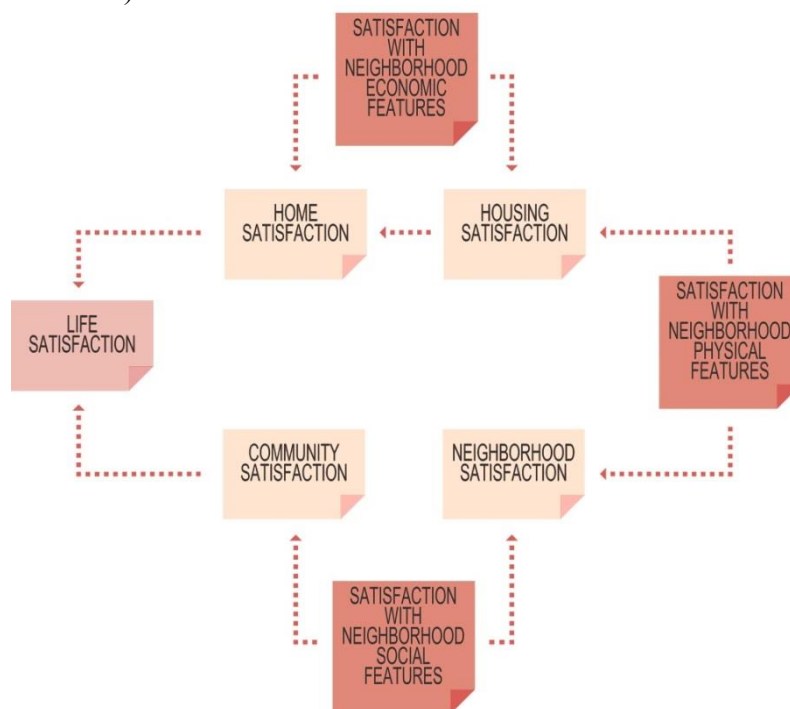 )
SATISFACTION
WITH
NEIGHBORHOOD
ECONOMIC
FEATURES
HOME
SATISFACTION
HOUSING
SATISFACTION
LIFE
SATISFACTION
SATISFACTION
WITH
NEIGHBORHOOD
PHYSICAL
FEATURES
COMMUNITY
SATISFACTION
NEIGHBORHOOD
SATISFACTION
SATISFACTION
WITH
NEIGHBORHOOD
SOCIAL
FEATURES